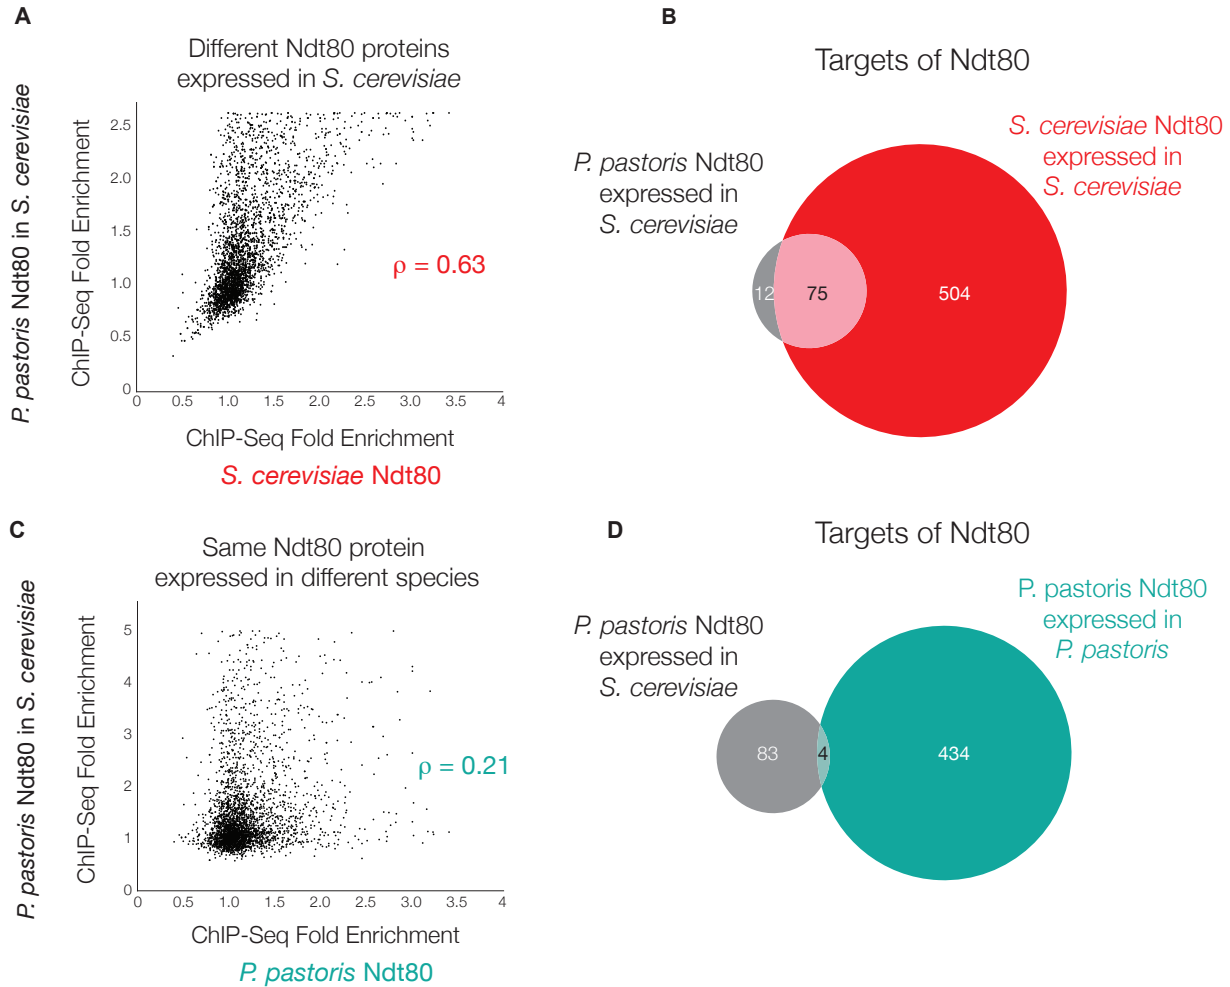 A
Different Ndt80 proteins
expressed in S. cerevisiae
P. pastoris Ndt80 in S. cerevisiae
ChIP-Seq Fold Enrichment
2.5
2.0
1.5
1.0
0.5
0
0 0.5 1.0 1.5 2.0 2.5 3.0 3.5 4
ρ = 0.63
ChIP-Seq Fold Enrichment
S. cerevisiae Ndt80
B
Targets of Ndt80
P. pastoris Ndt80
expressed in
S. cerevisiae
S. cerevisiae Ndt80
expressed in
S. cerevisiae
12 75 504
C
Same Ndt80 protein
expressed in different species
P. pastoris Ndt80 in S. cerevisiae
ChIP-Seq Fold Enrichment
5
4
3
2
1
0
0 0.5 1.0 1.5 2.0 2.5 3.0 3.5 4
ρ = 0.21
ChIP-Seq Fold Enrichment
P. pastoris Ndt80
D
Targets of Ndt80
P. pastoris Ndt80
expressed in
S. cerevisiae
P. pastoris Ndt80
expressed in
P. pastoris
83 4 434